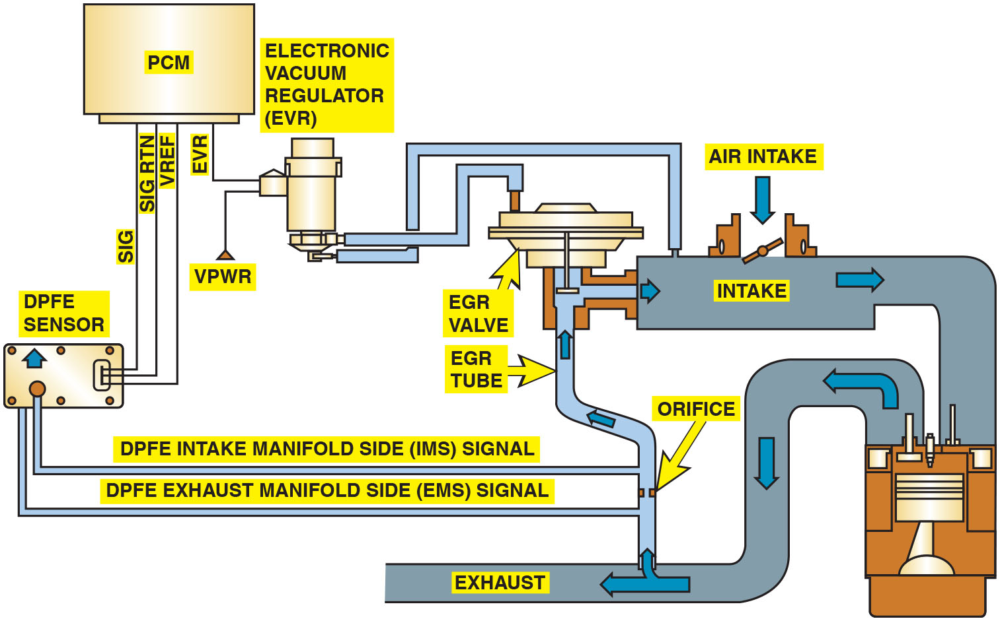 PCM
ELECTRONIC
VACUUM
REGULATOR
(EVR)
SIG
SIG RTN
VREF
EVR
VPWR
AIR INTAKE
INTAKE
DPFE
SENSOR
EGR
VALVE
EGR
TUBE
ORIFICE
DPFE INTAKE MANIFOLD SIDE (IMS) SIGNAL
DPFE EXHAUST MANIFOLD SIDE (EMS) SIGNAL
EXHAUST